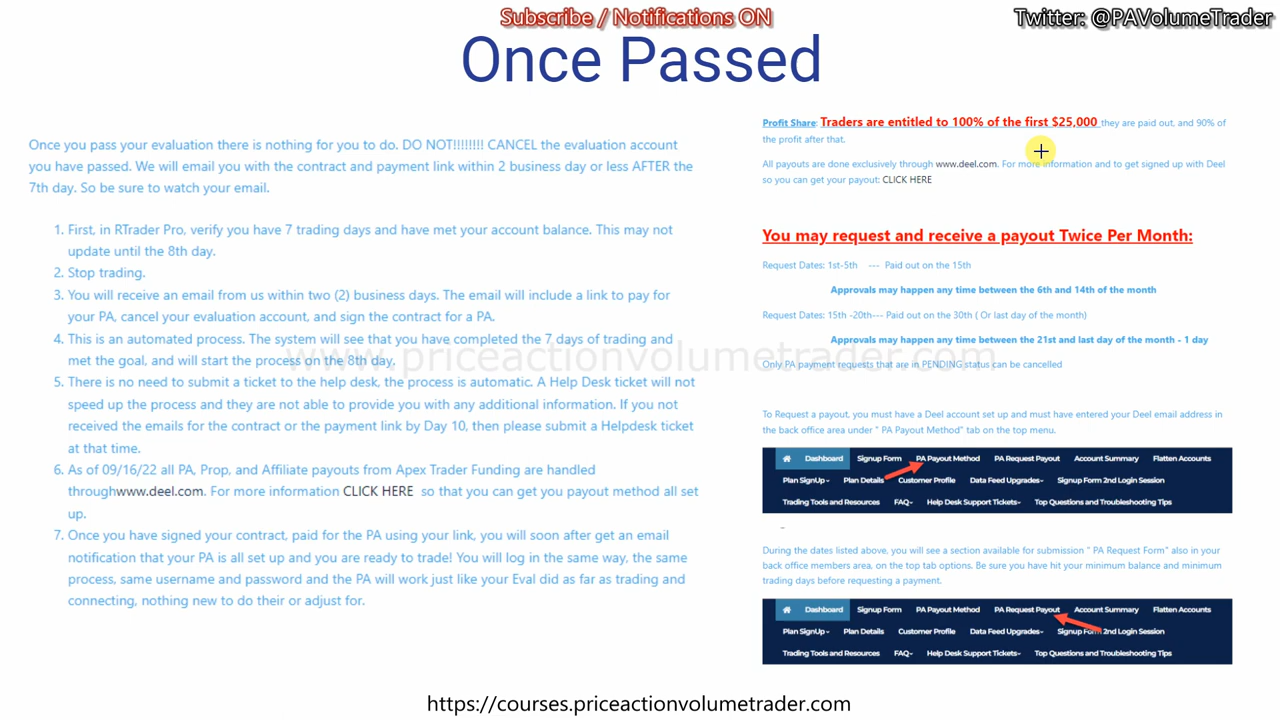 Subscribe / Notifications ON
Twitter: @PAVolumeTrader
Once Passed
Once you pass your evaluation there is nothing for you to do. DO NOT!!!!!!!! CANCEL the evaluation account
you have passed. We will email you with the contract and payment link within 2 business day or less AFTER the
7th day. So be sure to watch your email.
1. First, in RTrader Pro, verify you have 7 trading days and have met your account balance. This may not
update until the 8th day.
2. Stop trading.
3. You will receive an email from us within two (2) business days. The email will include a link to pay for
your PA, cancel your evaluation account, and sign the contract for a PA.
4. This is an automated process. The system will see that you have completed the 7 days of trading and
met the goal, and will start the process on the 8th day.
5. There is no need to submit a ticket to the help desk, the process is automatic. A Help Desk ticket will not
speed up the process and they are not able to provide you with any additional information. If you not
received the emails for the contract or the payment link by Day 10, then please submit a Helpdesk ticket
at that time.
6. As of 09/16/22 all PA, Prop, and Affiliate payouts from Apex Trader Funding are handled
throughwww.deel.com. For more information CLICK HERE so that you can get you payout method all set
up.
7. Once you have signed your contract, paid for the PA using your link, you will soon after get an email
notification that your PA is all set up and you are ready to trade! You will log in the same way, the same
process, same username and password and the PA will work just like your Eval did as far as trading and
connecting, nothing new to do their or adjust for.
Profit Share: Traders are entitled to 100% of the first $25,000 they are paid out, and 90% of
the profit after that.
All payouts are done exclusively through www.deel.com. For more information and to get signed up with Deel
so you can get your payout: CLICK HERE
You may request and receive a payout Twice Per Month:
Request Dates: 1st-5th --- Paid out on the 15th
Approvals may happen any time between the 6th and 14th of the month
Request Dates: 15th -20th--- Paid out on the 30th ( Or last day of the month)
Approvals may happen any time between the 21st and last day of the month - 1 day
Only PA payment requests that are in PENDING status can be cancelled
www.priceactionvolumetrader.com
To Request a payout, you must have a Deel account set up and must have entered your Deel email address in
the back office area under " PA Payout Method" tab on the top menu.
Dashboard Signup Form PA Payout Method PA Request Payout Account Summary Flatten Accounts
Plan SignUp Plan Details Customer Profile Data Feed Upgrades Signup Form 2nd Login Session
Trading Tools and Resources FAQ Help Desk Support Tickets Top Questions and Troubleshooting Tips
During the dates listed above, you will see a section available for submission " PA Request Form" also in your
back office members area, on the top tab options. Be sure you have hit your minimum balance and minimum
trading days before requesting a payment.
Dashboard Signup Form PA Payout Method PA Request Payout Account Summary Flatten Accounts
Plan SignUp Plan Details Customer Profile Data Feed Upgrades Signup Form 2nd Login Session
Trading Tools and Resources FAQ Help Desk Support Tickets Top Questions and Troubleshooting Tips
https://courses.priceactionvolumetrader.com